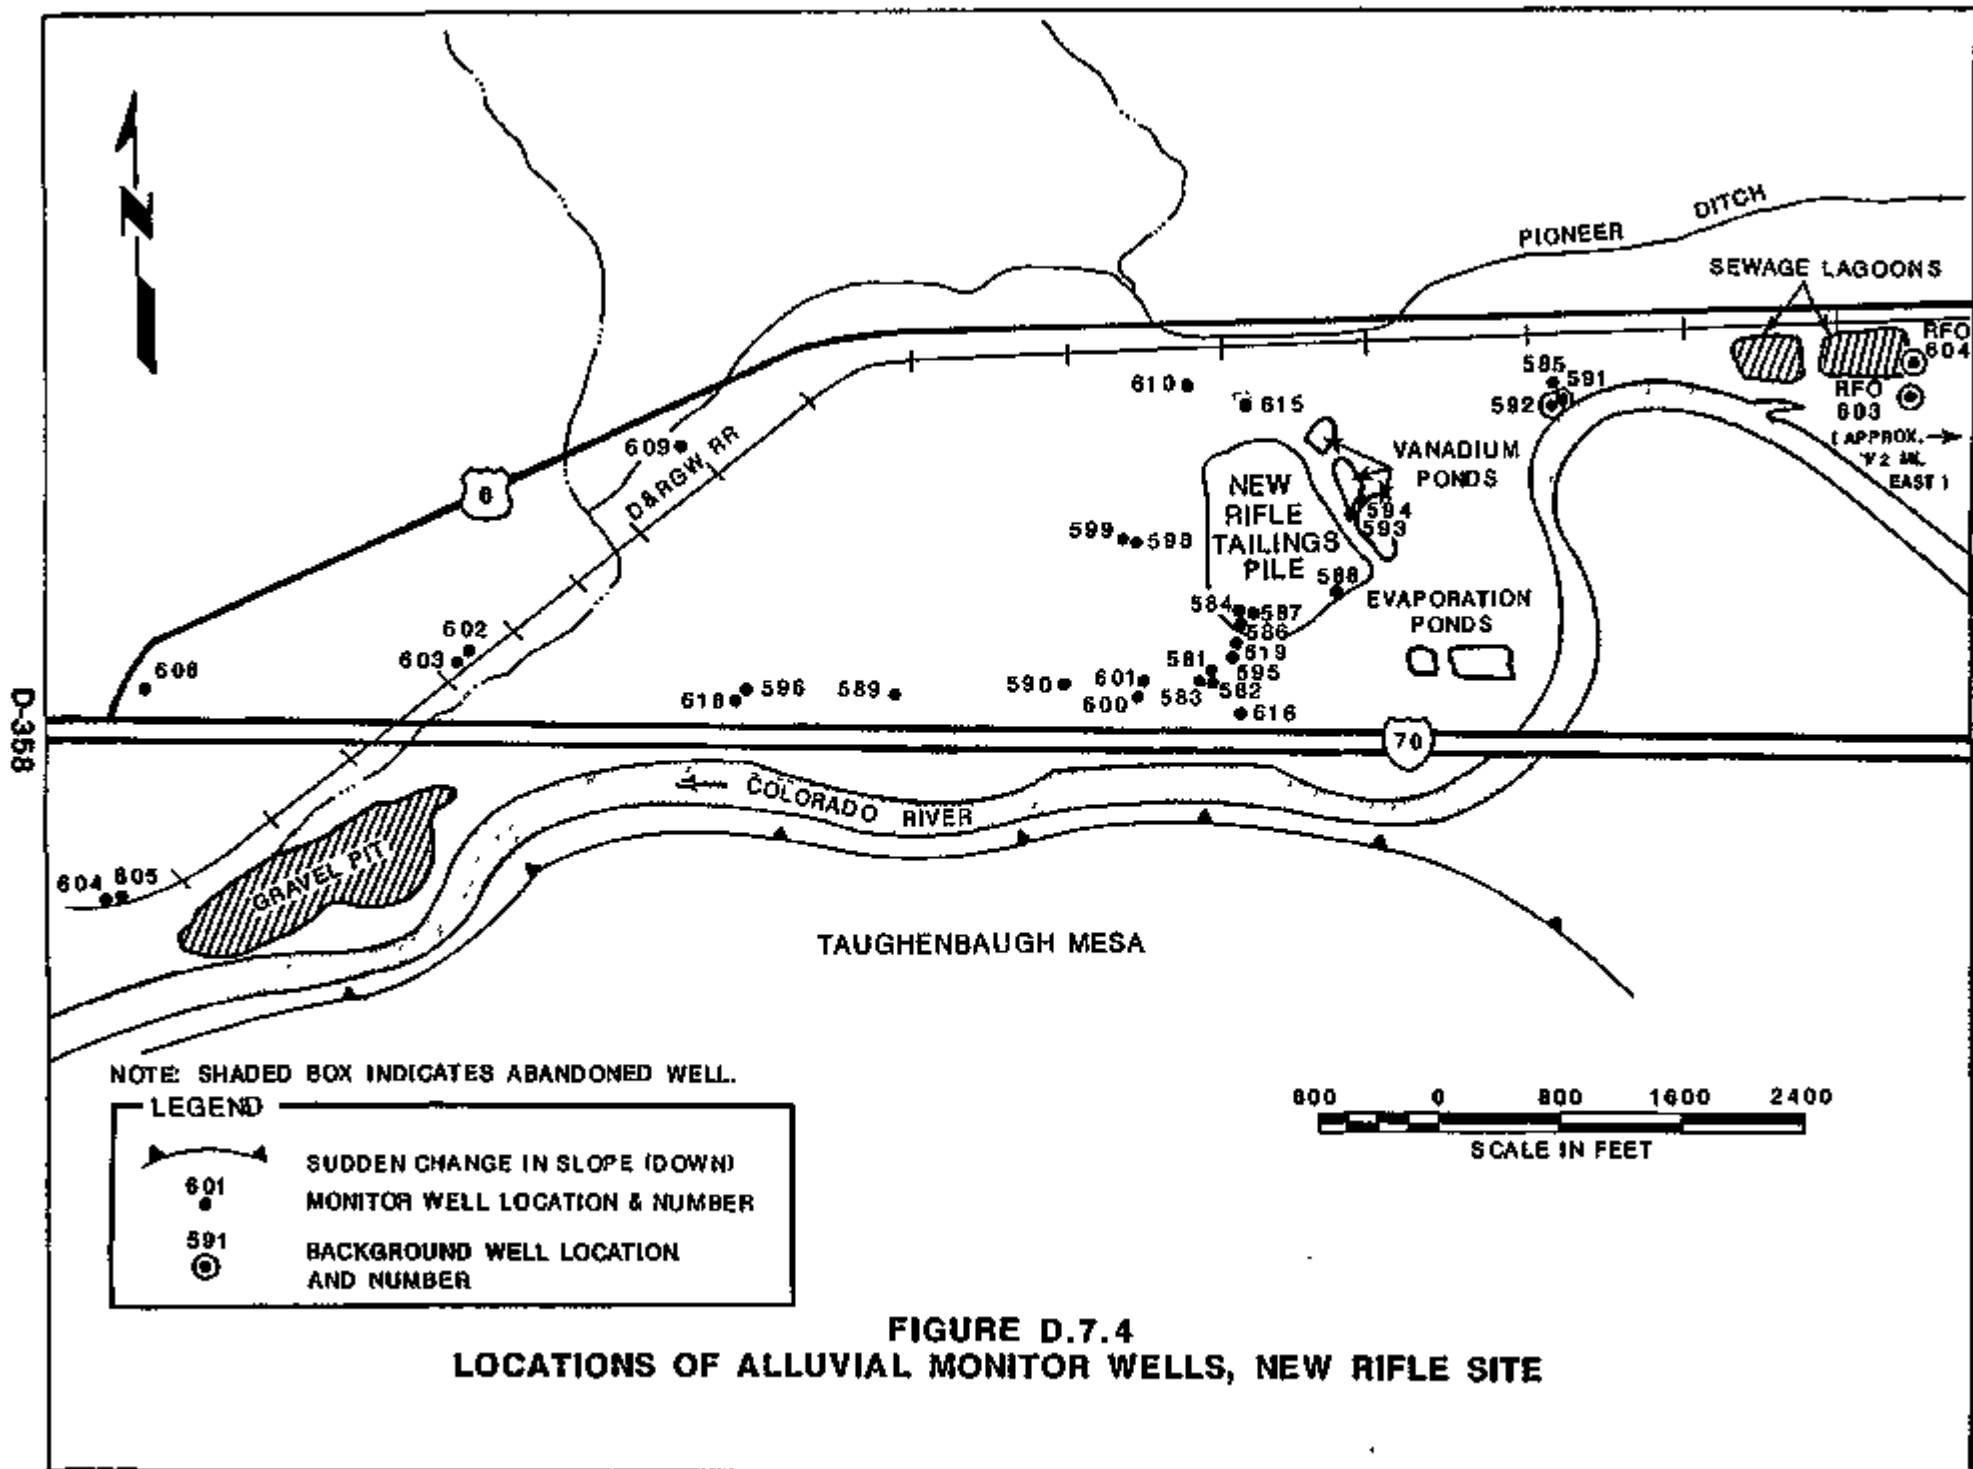 N
PIONEER DITCH
SEWAGE LAGOONS
RFO
604
585
591
592
RFO
603
( APPROX.
EAST )
610
615
609
D&RGW RR
6
VANADIUM
PONDS
NEW
RIFLE
TAILINGS
PILE
594
593
599
598
588
584
587
586
EVAPORATION
PONDS
619
602
603
581
595
608
596
589
590
601
583
582
618
600
616
D-358
70
COLORADO RIVER
GRAVEL PIT
604
605
TAUGHENBAUGH MESA
NOTE: SHADED BOX INDICATES ABANDONED WELL.
LEGEND
SUDDEN CHANGE IN SLOPE (DOWN)
601
MONITOR WELL LOCATION & NUMBER
591
BACKGROUND WELL LOCATION
AND NUMBER
800 0 800 1600 2400
SCALE IN FEET
FIGURE D.7.4
LOCATIONS OF ALLUVIAL MONITOR WELLS, NEW RIFLE SITE